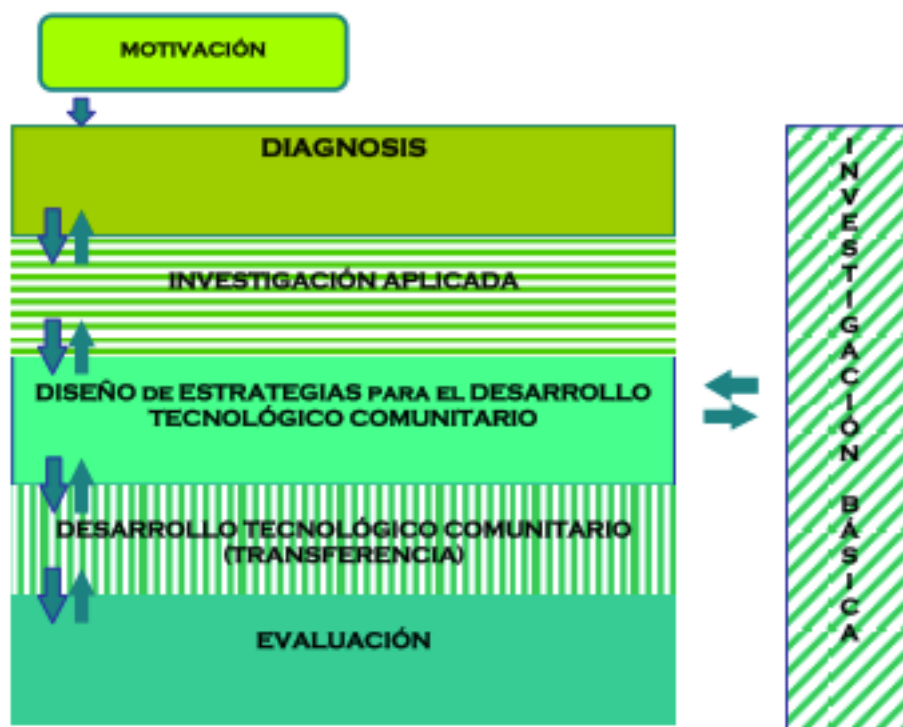 MOTIVACIÓN
DIAGNOSIS
INVESTIGACIÓN APLICADA
DISEÑO DE ESTRATEGIAS PARA EL DESARROLLO
TECNOLÓGICO COMUNITARIO
DESARROLLO TECNOLÓGICO COMUNITARIO
(TRANSFERENCIA)
EVALUACIÓN
INVESTIGACIÓN BÁSICA